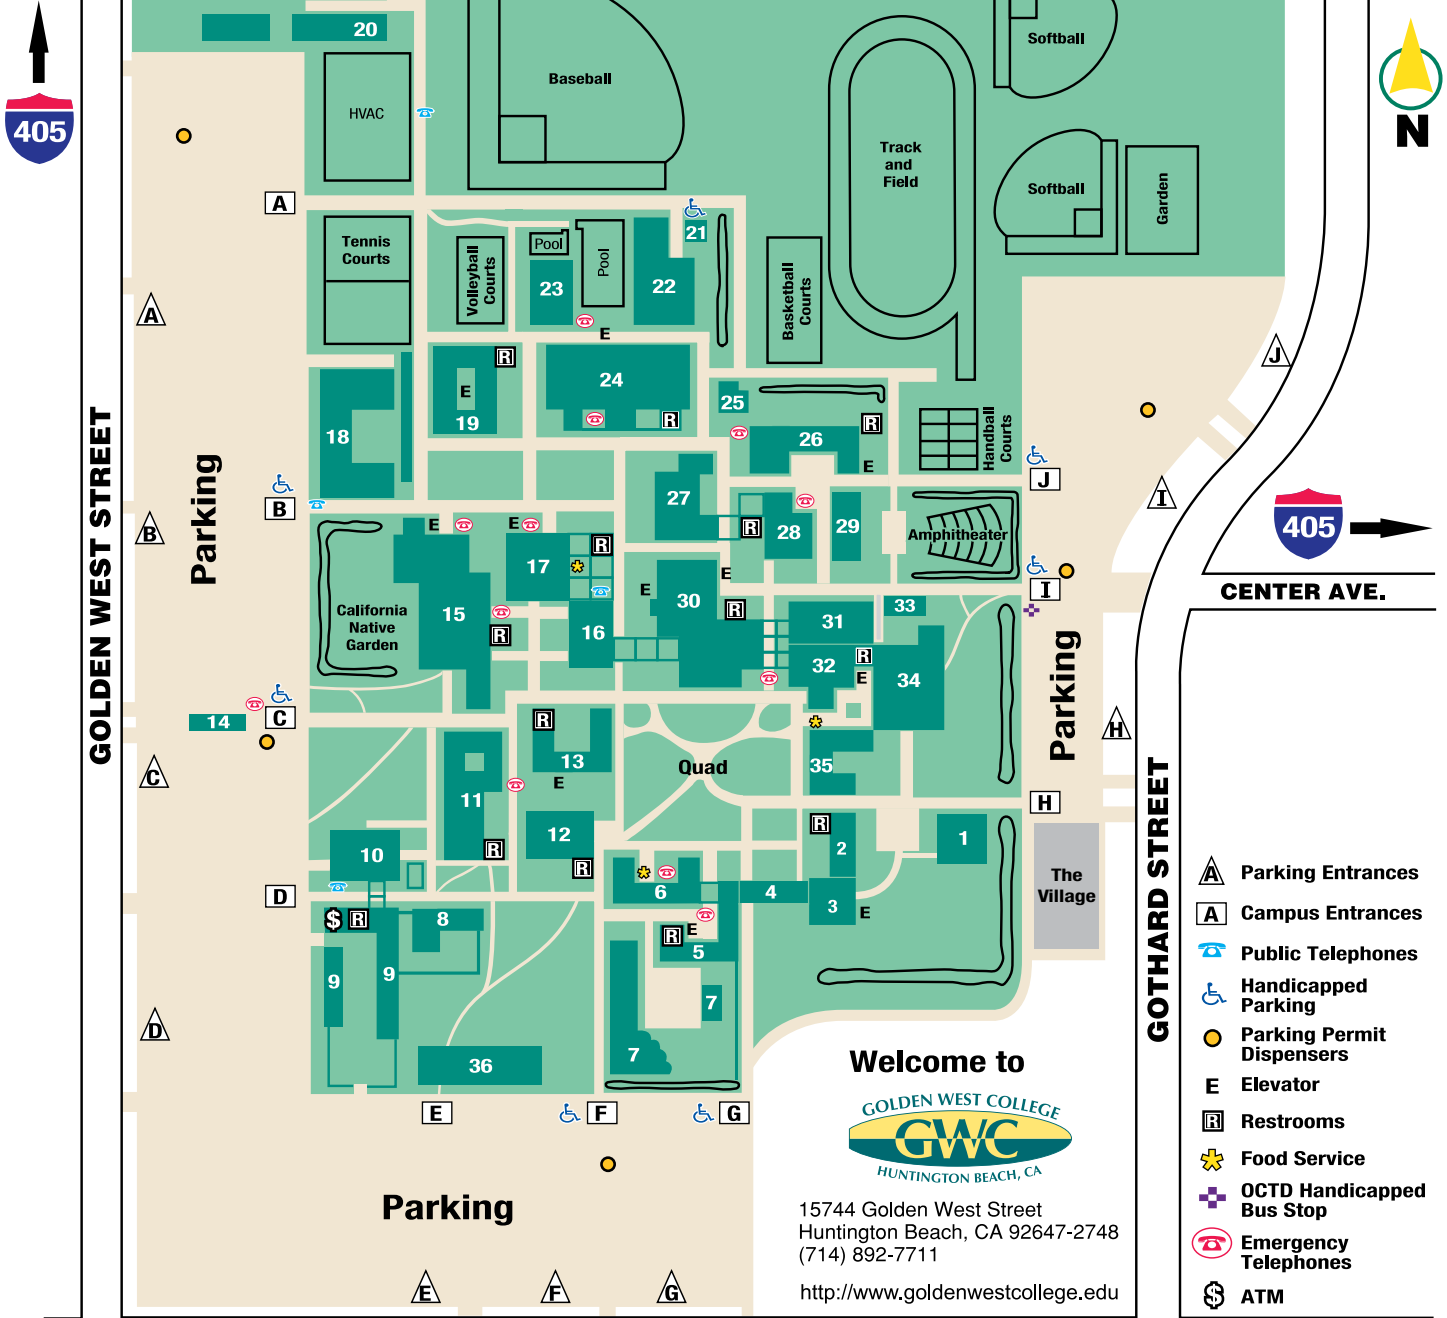 20
Baseball
Softball
405
HVAC
N
Track
and
Field
Softball
Garden
A
Tennis
Courts
Volleyball
Courts
Pool
Pool
21
22
23
Basketball
Courts
A
E
J
R
24
E
19
R
18
25
26
R
E
Handball
Courts
J
I
GOLDEN WEST STREET
Parking
B
B
27
28
29
R
Amphitheater
405
E
E
17
R
15
16
R
California
Native
Garden
E
E
30
R
31
33
32
R
E
34
I
CENTER AVE.
Parking
H
14
C
C
R
13
E
11
R
12
R
Quad
35
H
GOTHARD STREET
10
D
R
8
9
9
D
6
4
R
2
3
E
1
The
Village
R
E
5
7
7
36
E
F
G
Parking
E
F
G
Welcome to
GOLDEN WEST COLLEGE
GWC
HUNTINGTON BEACH, CA
15744 Golden West Street
Huntington Beach, CA 92647-2748
(714) 892-7711
http://www.goldenwestcollege.edu
A Parking Entrances
A Campus Entrances
Public Telephones
Handicapped
Parking
Parking Permit
Dispensers
E Elevator
R Restrooms
Food Service
OCTD Handicapped
Bus Stop
Emergency
Telephones
$ ATM